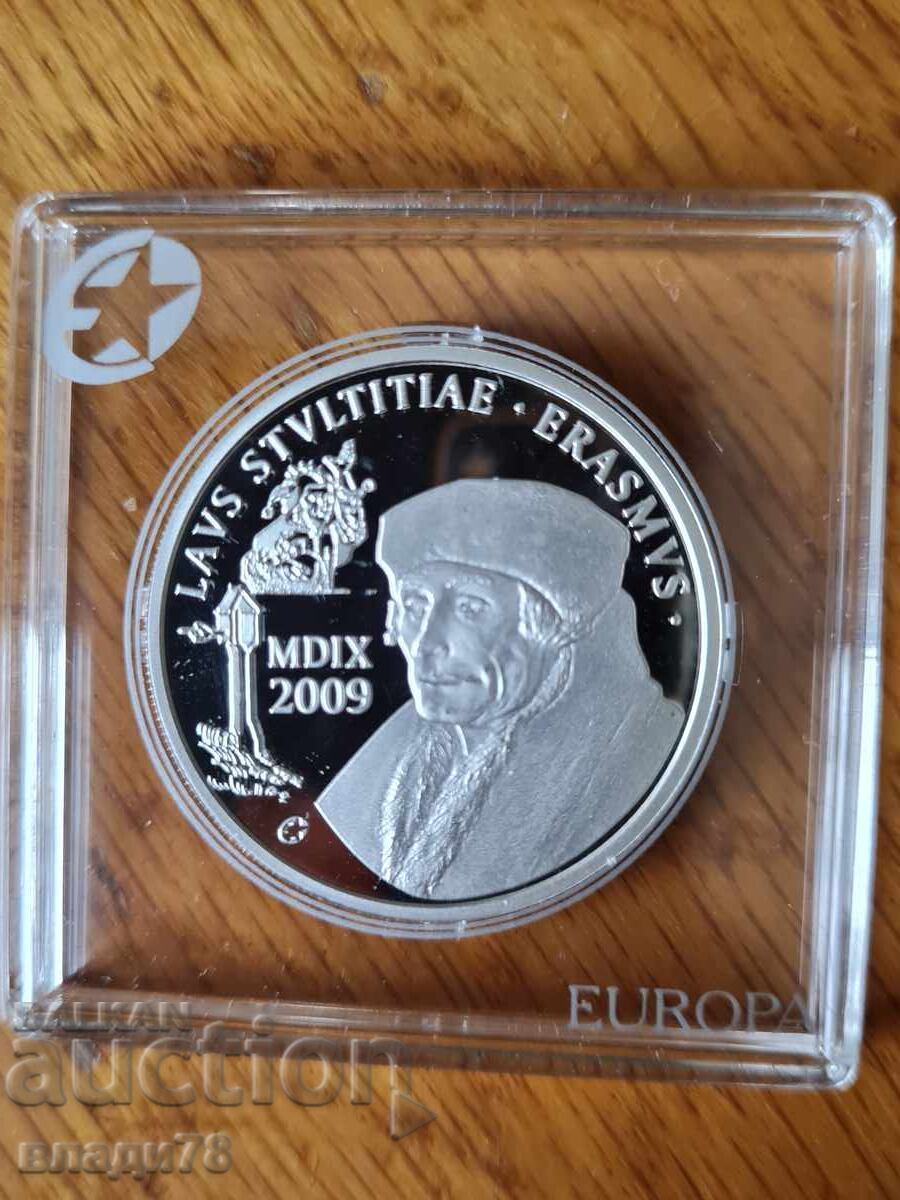 LAVS STVLTITIAE · ERASMVS ·
MDIX
2009
EUROPA
BALKAN
auction
влади78